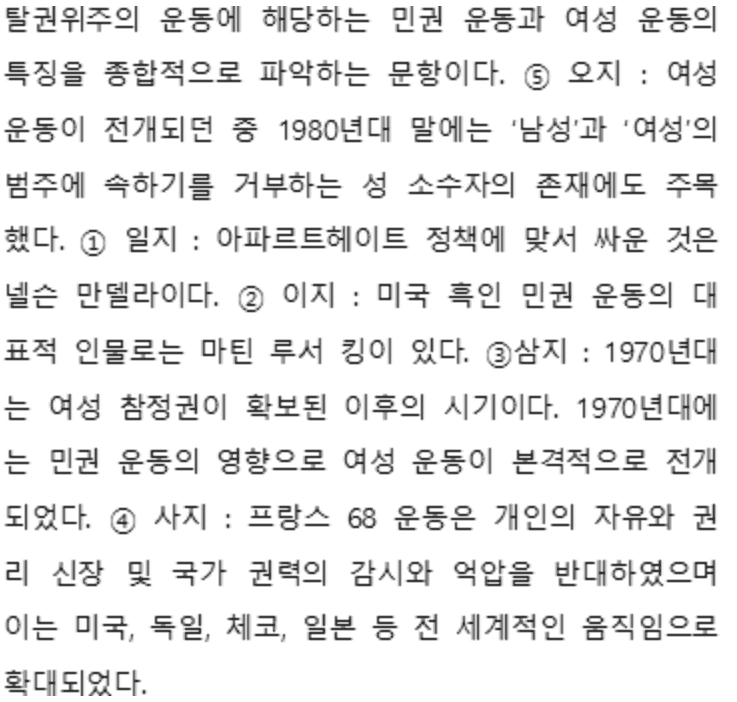 탈권위주의 운동에 해당하는 민권 운동과 여성 운동의
특징을 종합적으로 파악하는 문항이다. ⑤ 오지 : 여성
운동이 전개되던 중 1980년대 말에는 ‘남성’과 ‘여성’의
범주에 속하기를 거부하는 성 소수자의 존재에도 주목
했다. ① 일지 : 아파르트헤이트 정책에 맞서 싸운 것은
넬슨 만델라이다. ② 이지 : 미국 흑인 민권 운동의 대
표적 인물로는 마틴 루서 킹이 있다. ③삼지 : 1970년대
는 여성 참정권이 확보된 이후의 시기이다. 1970년대에
는 민권 운동의 영향으로 여성 운동이 본격적으로 전개
되었다. ④ 사지 : 프랑스 68 운동은 개인의 자유와 권
리 신장 및 국가 권력의 감시와 억압을 반대하였으며
이는 미국, 독일, 체코, 일본 등 전 세계적인 움직임으로
확대되었다.